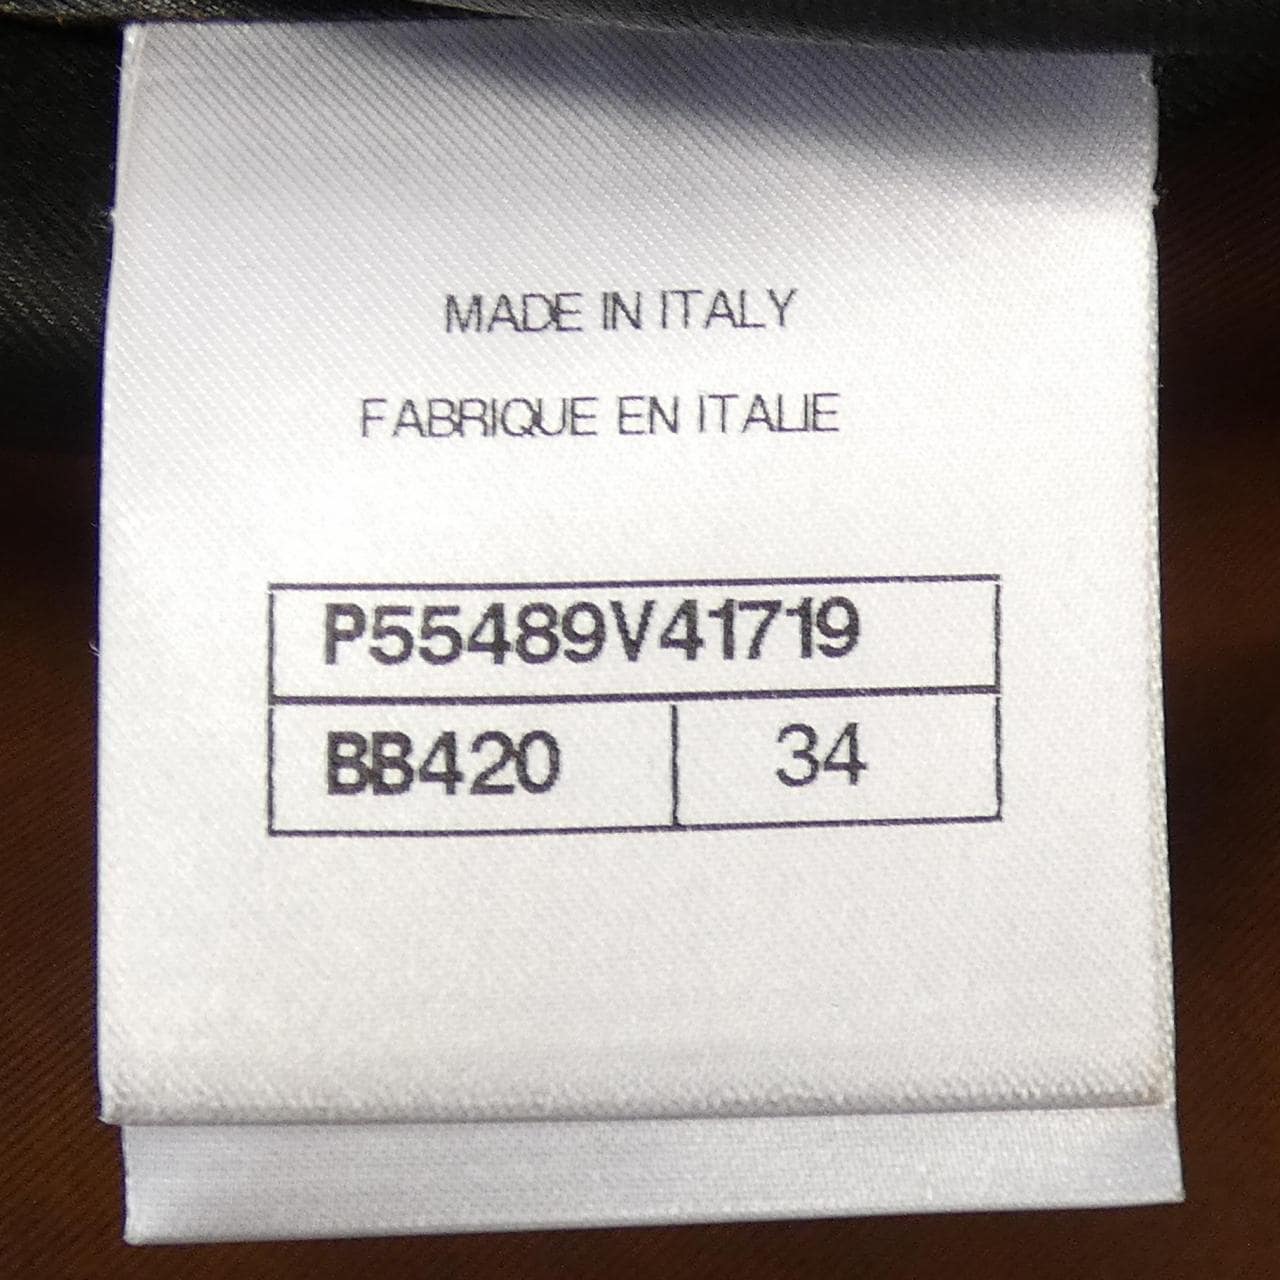 MADE IN ITALY
FABRIQUE EN ITALIE
P55489V41719
BB420 34